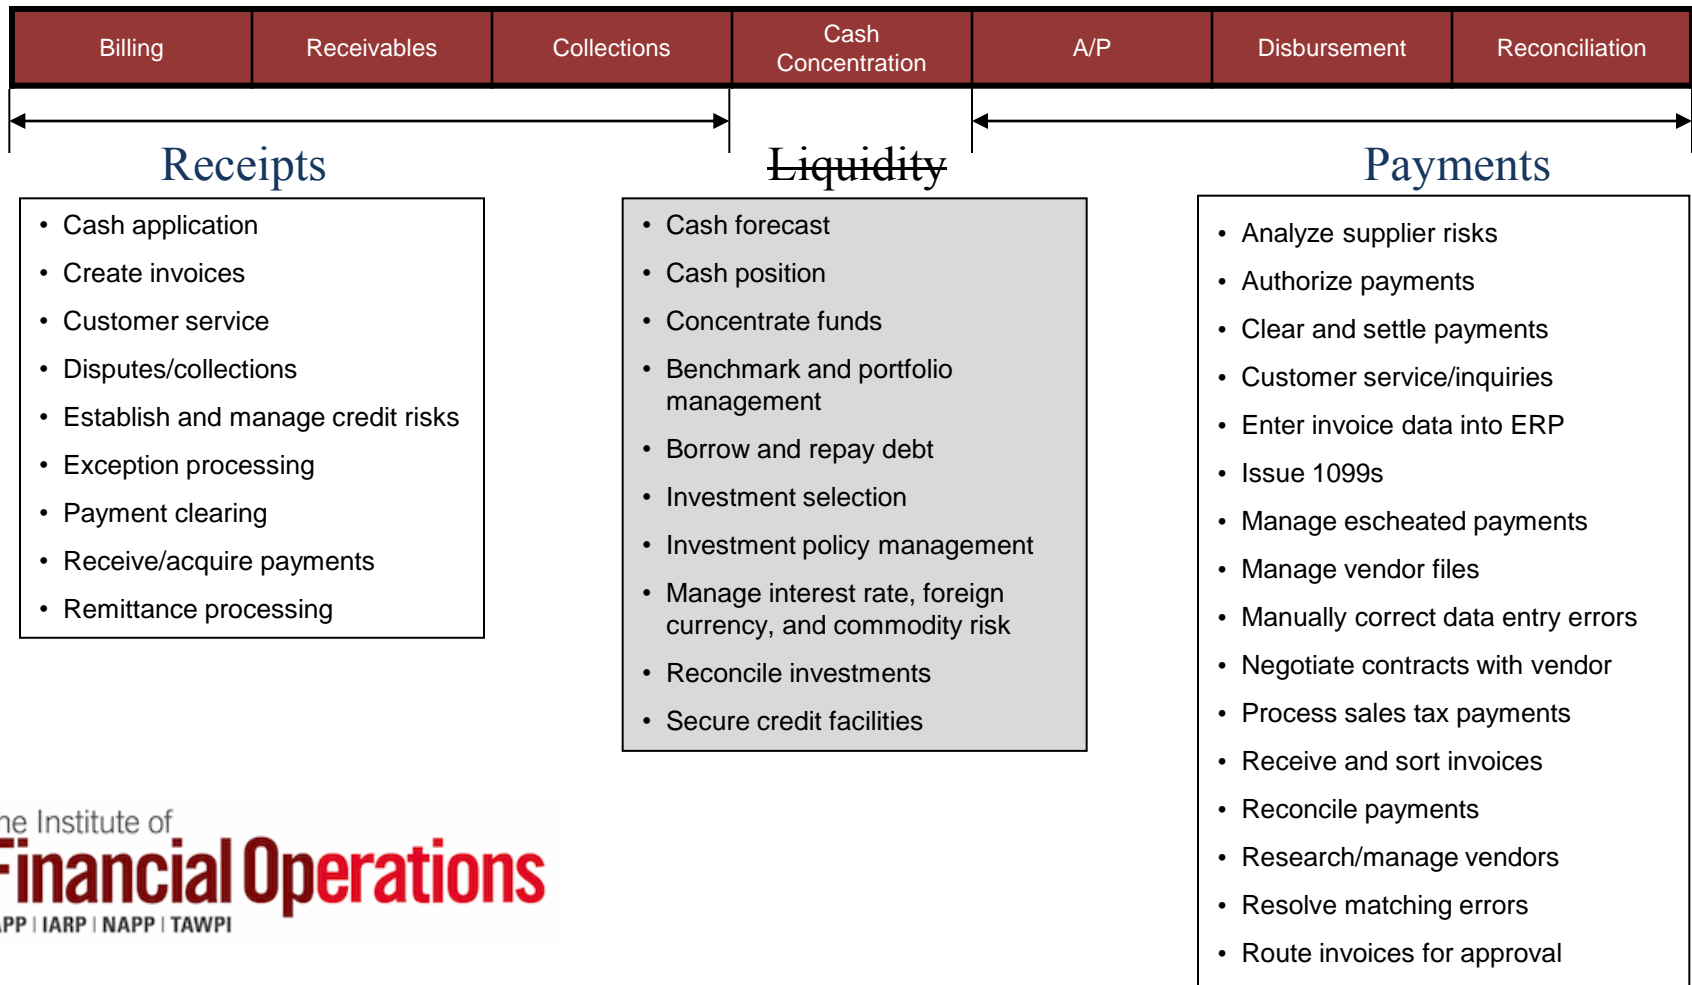 Billing
Receivables
Collections
Cash
Concentration
A/P
Disbursement
Reconciliation
Receipts
• Cash application
• Create invoices
• Customer service
• Disputes/collections
• Establish and manage credit risks
• Exception processing
• Payment clearing
• Receive/acquire payments
• Remittance processing
Liquidity
• Cash forecast
• Cash position
• Concentrate funds
• Benchmark and portfolio
management
• Borrow and repay debt
• Investment selection
• Investment policy management
• Manage interest rate, foreign
currency, and commodity risk
• Reconcile investments
• Secure credit facilities
Payments
• Analyze supplier risks
• Authorize payments
• Clear and settle payments
• Customer service/inquiries
• Enter invoice data into ERP
• Issue 1099s
• Manage escheated payments
• Manage vendor files
• Manually correct data entry errors
• Negotiate contracts with vendor
• Process sales tax payments
• Receive and sort invoices
• Reconcile payments
• Research/manage vendors
• Resolve matching errors
• Route invoices for approval
he Institute of
Financial Operations
APP | IARP | NAPP | TAWPI